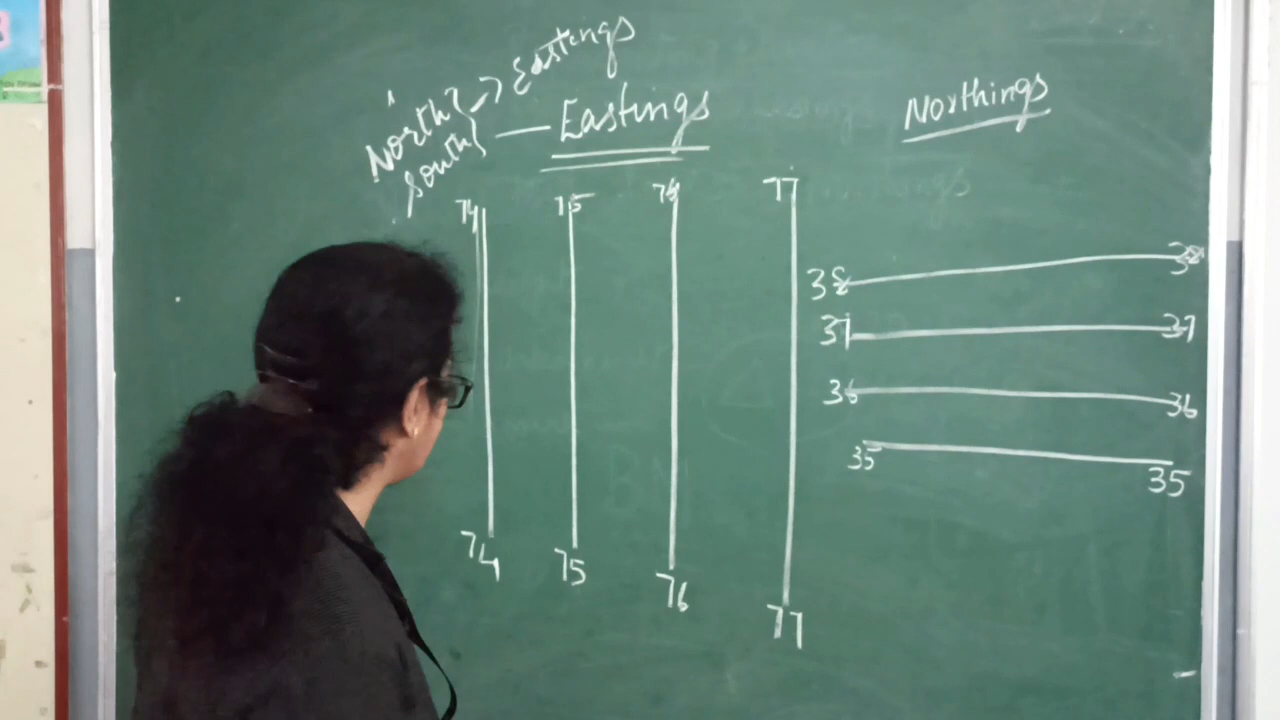 North } → Eastings
South } — Eastings
Northings
74 75 76 77
38 38
37 37
36 36
35 35
74 75 76 77